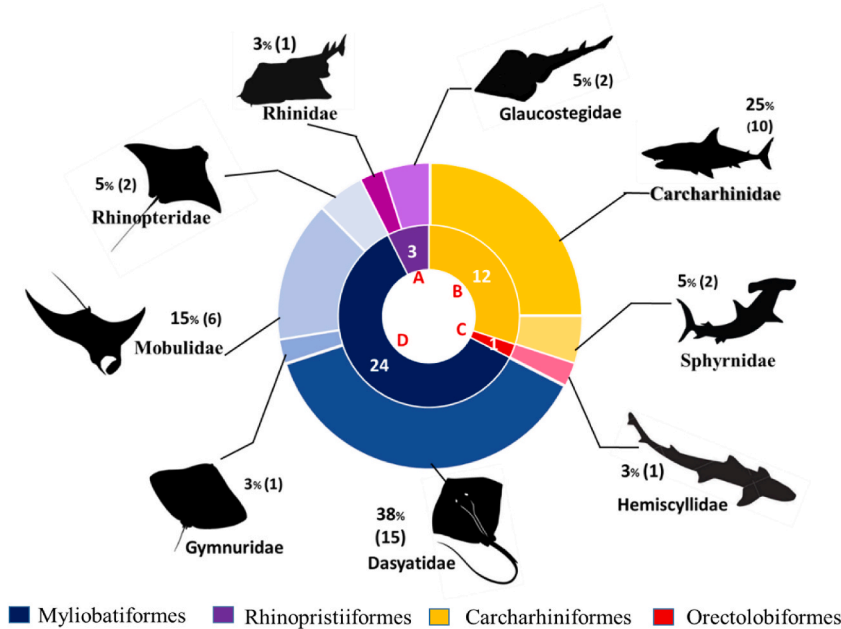 3% (1)
Rhinidae
5% (2)
Glaucostegidae
25%
(10)
Carcharhinidae
5% (2)
Rhinopteridae
3
12
A
B
C
D
1
24
5% (2)
Sphyrnidae
15% (6)
Mobulidae
3% (1)
Hemiscyllidae
3% (1)
Gymnuridae
38%
(15)
Dasyatidae
Myliobatiformes
Rhinopristiiformes
Carcharhiniformes
Orectolobiformes